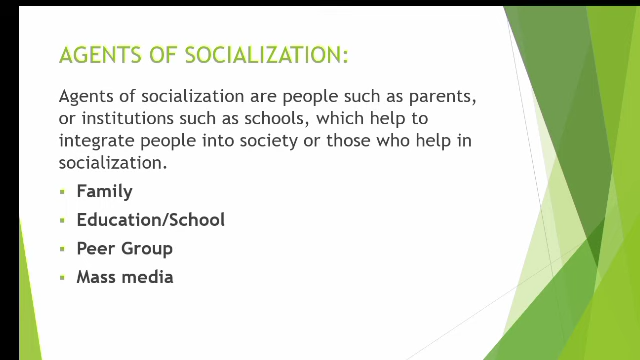 AGENTS OF SOCIALIZATION:
Agents of socialization are people such as parents,
or institutions such as schools, which help to
integrate people into society or those who help in
socialization.
▪ Family
▪ Education/School
▪ Peer Group
▪ Mass media